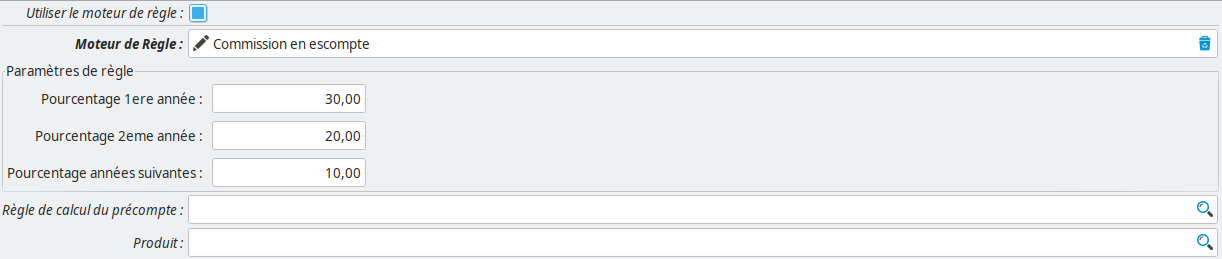 Utiliser le moteur de règle :
Moteur de Règle : Commission en escompte
Paramètres de règle
Pourcentage 1ere année : 30,00
Pourcentage 2eme année : 20,00
Pourcentage années suivantes : 10,00
Règle de calcul du précompte :
Produit :